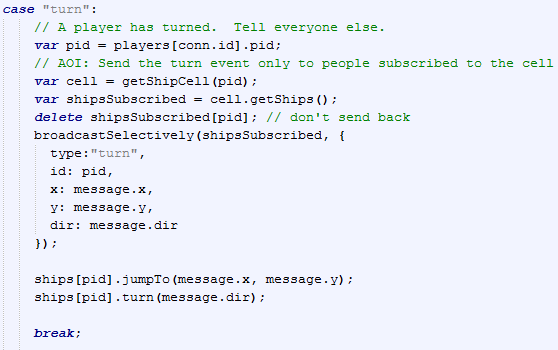 case "turn":
// A player has turned.  Tell everyone else.
var pid = players[conn.id].pid;
// AOI: Send the turn event only to people subscribed to the cell
var cell = getShipCell(pid);
var shipsSubscribed = cell.getShips();
delete shipsSubscribed[pid]; // don't send back
broadcastSelectively(shipsSubscribed, {
type:"turn",
id: pid,
x: message.x,
y: message.y,
dir: message.dir
});
ships[pid].jumpTo(message.x, message.y);
ships[pid].turn(message.dir);
break;